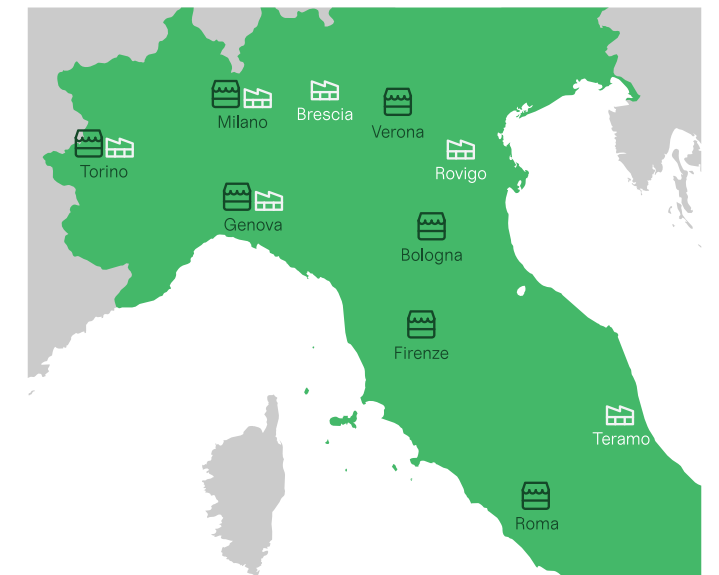 Milano
Brescia
Verona
Torino
Rovigo
Genova
Bologna
Firenze
Teramo
Roma